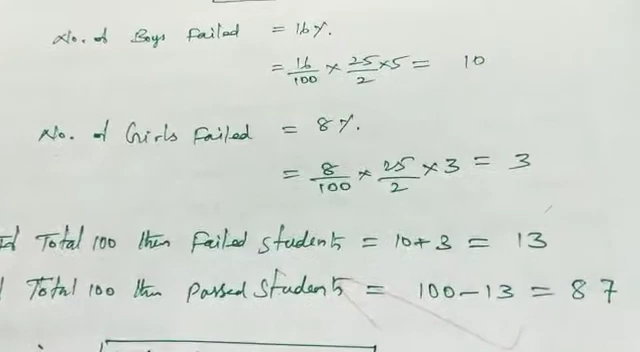 No. of Boys Failed = 16%.
= 16/100 × 25/2 × 5 = 10
No. of Girls Failed = 8%.
= 8/100 × 25/2 × 3 = 3
Total 100 then Failed students = 10+3 = 13
Total 100 then Passed Students = 100-13 = 87